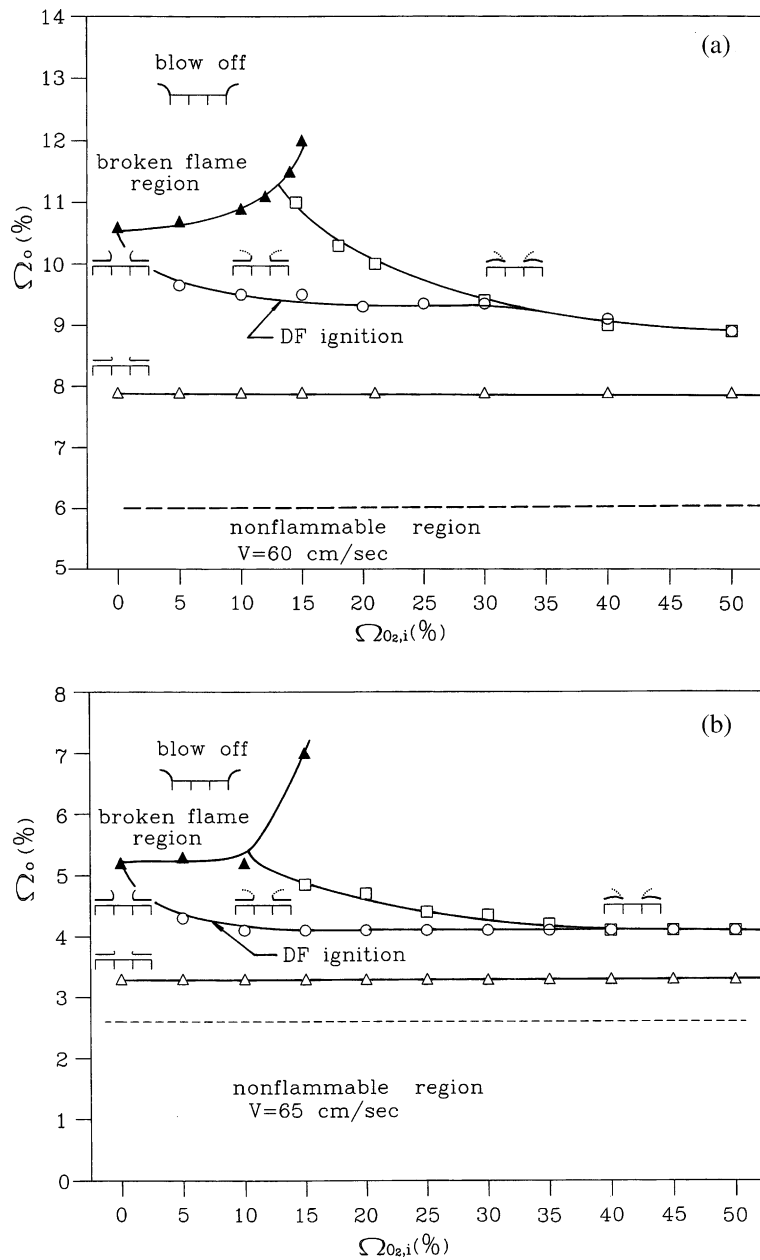 (a)
14
13
12
11
10
9
8
7
6
5
Ω₀(%)
blow off
broken flame
region
DF ignition
nonflammable region
V=60 cm/sec
0 5 10 15 20 25 30 35 40 45 50
Ω_O₂,i(%)
(b)
8
7
6
5
4
3
2
1
0
Ω₀(%)
blow off
broken flame
region
DF ignition
nonflammable region
V=65 cm/sec
0 5 10 15 20 25 30 35 40 45 50
Ω_O₂,i(%)